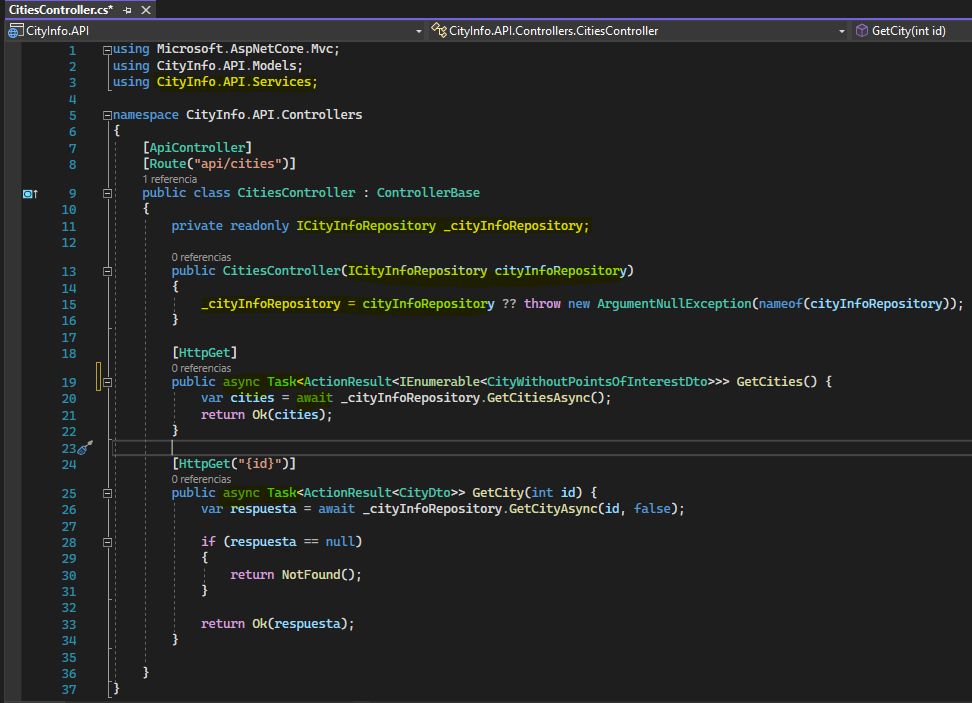 CitiesController.cs*
CityInfo.API CityInfo.API.Controllers.CitiesController GetCity(int id)
1 using Microsoft.AspNetCore.Mvc;
2 using CityInfo.API.Models;
3 using CityInfo.API.Services;
4
5 namespace CityInfo.API.Controllers
6 {
7 [ApiController]
8 [Route("api/cities")]
1 referencia
9 public class CitiesController : ControllerBase
10 {
11 private readonly ICityInfoRepository _cityInfoRepository;
12
0 referencias
13 public CitiesController(ICityInfoRepository cityInfoRepository)
14 {
15 _cityInfoRepository = cityInfoRepository ?? throw new ArgumentNullException(nameof(cityInfoRepository));
16 }
17
18 [HttpGet]
0 referencias
19 public async Task<ActionResult<IEnumerable<CityWithoutPointsOfInterestDto>>> GetCities() {
20 var cities = await _cityInfoRepository.GetCitiesAsync();
21 return Ok(cities);
22 }
23
24 [HttpGet("{id}")]
0 referencias
25 public async Task<ActionResult<CityDto>> GetCity(int id) {
26 var respuesta = await _cityInfoRepository.GetCityAsync(id, false);
27
28 if (respuesta == null)
29 {
30 return NotFound();
31 }
32
33 return Ok(respuesta);
34 }
35
36 }
37 }